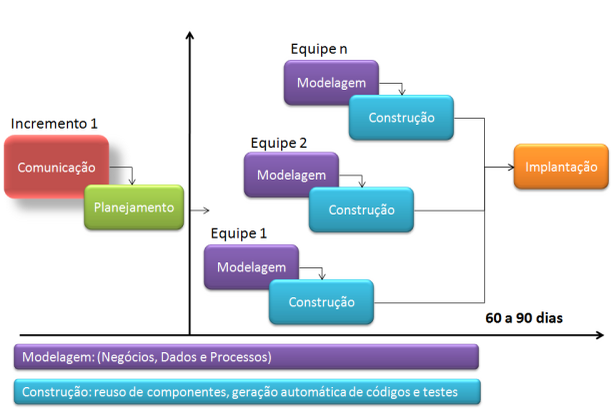 Equipe n
Modelagem
Construção
Incremento 1
Comunicação
Planejamento
Equipe 2
Modelagem
Construção
Implantação
Equipe 1
Modelagem
Construção
60 a 90 dias
Modelagem: (Negócios, Dados e Processos)
Construção: reuso de componentes, geração automática de códigos e testes